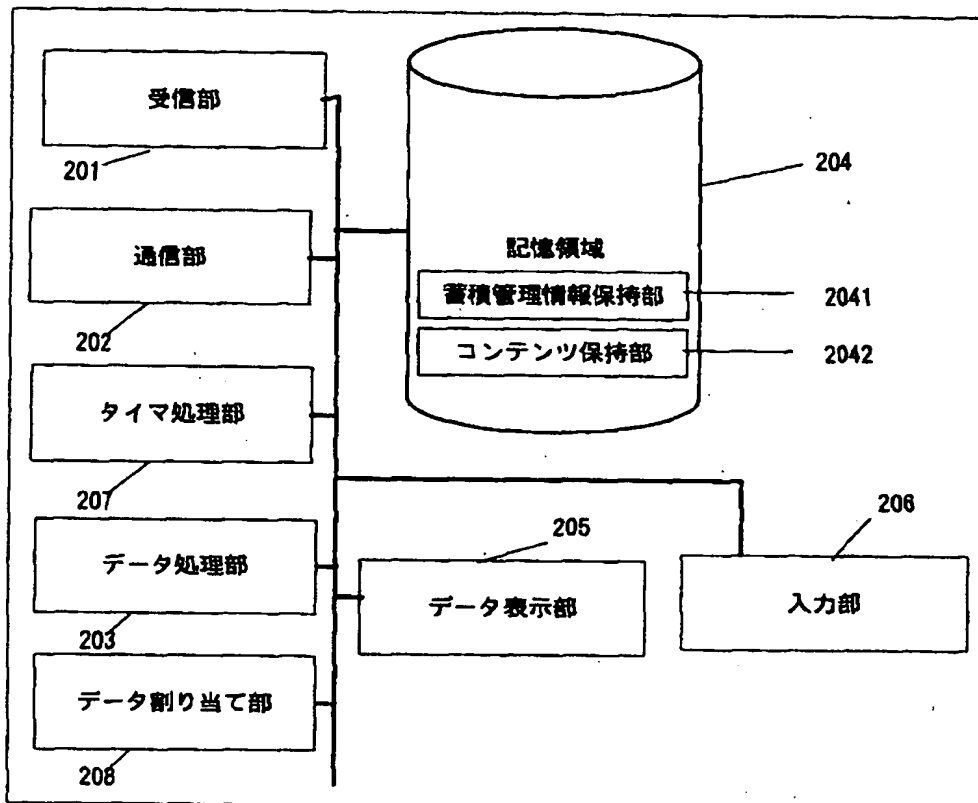 受信部
201
通信部
202
タイマ処理部
207
データ処理部
203
データ割り当て部
208
204
記憶領域
蓄積管理情報保持部
2041
コンテンツ保持部
2042
205
データ表示部
206
入力部